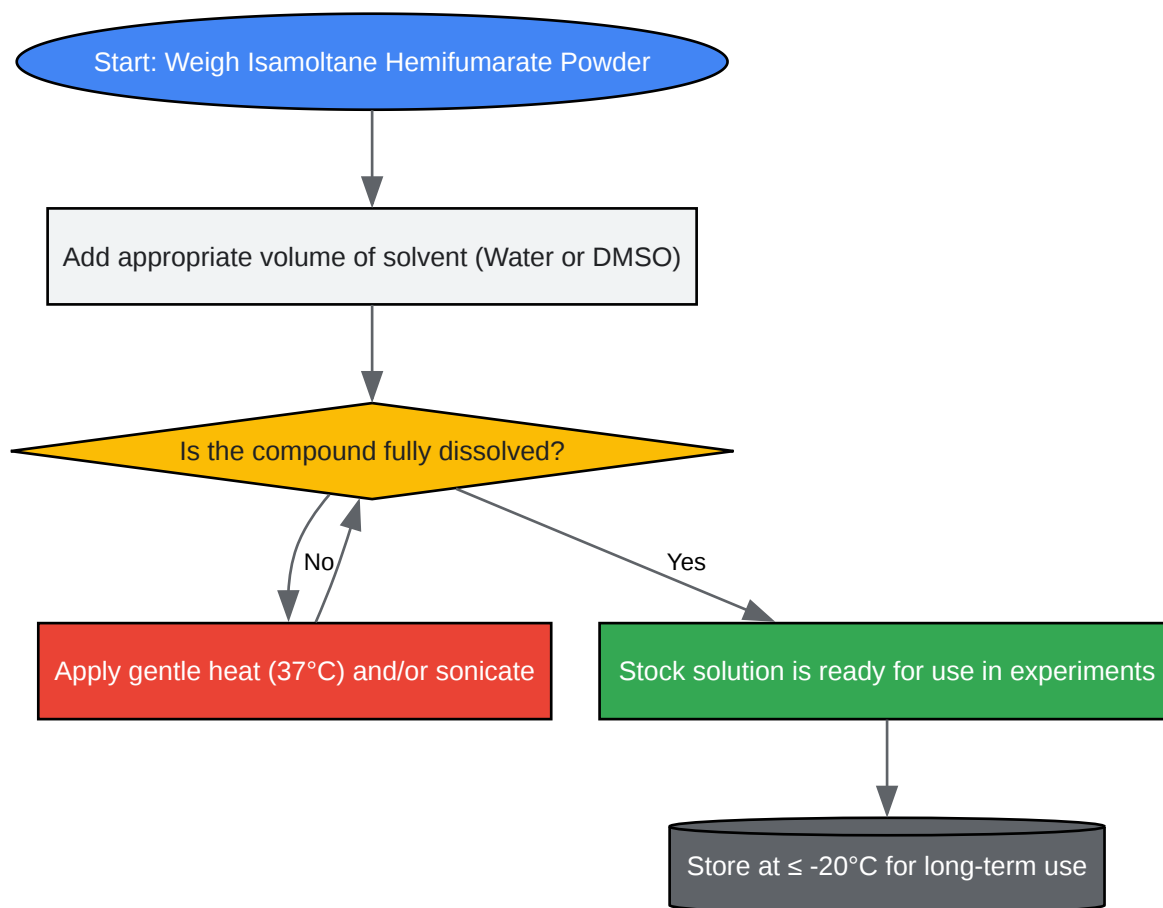 Start: Weigh Isamoltane Hemifumarate Powder
Add appropriate volume of solvent (Water or DMSO)
Is the compound fully dissolved?
No
Yes
Apply gentle heat (37°C) and/or sonicate
Stock solution is ready for use in experiments
Store at ≤ -20°C for long-term use